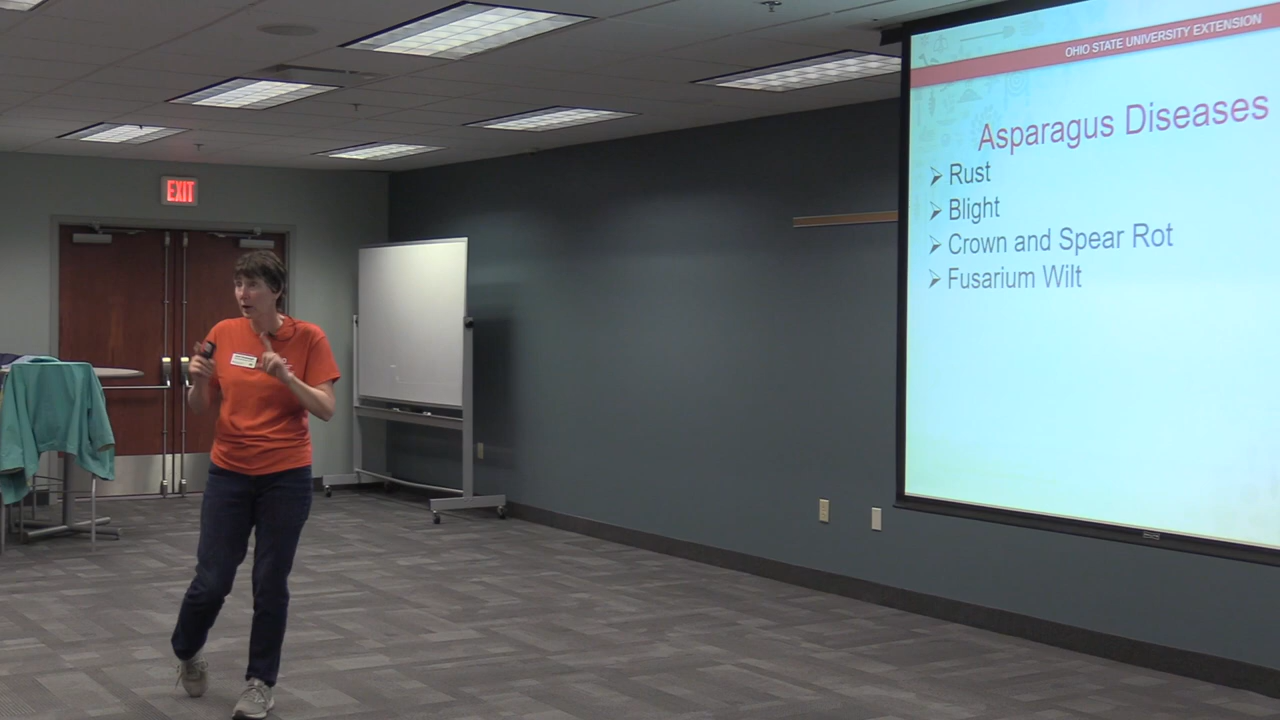 EXIT
OHIO STATE UNIVERSITY EXTENSION
Asparagus Diseases
Rust
Blight
Crown and Spear Rot
Fusarium Wilt